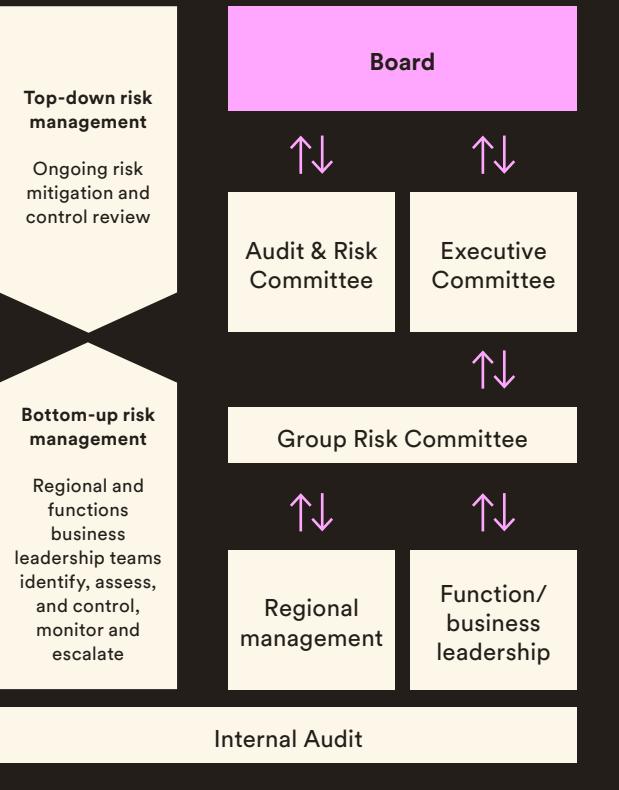 Top-down risk
management
Ongoing risk
mitigation and
control review
Bottom-up risk
management
Regional and
functions
business
leadership teams
identify, assess,
and control,
monitor and
escalate
Board
Audit & Risk
Committee
Executive
Committee
Group Risk Committee
Regional
management
Function/
business
leadership
Internal Audit